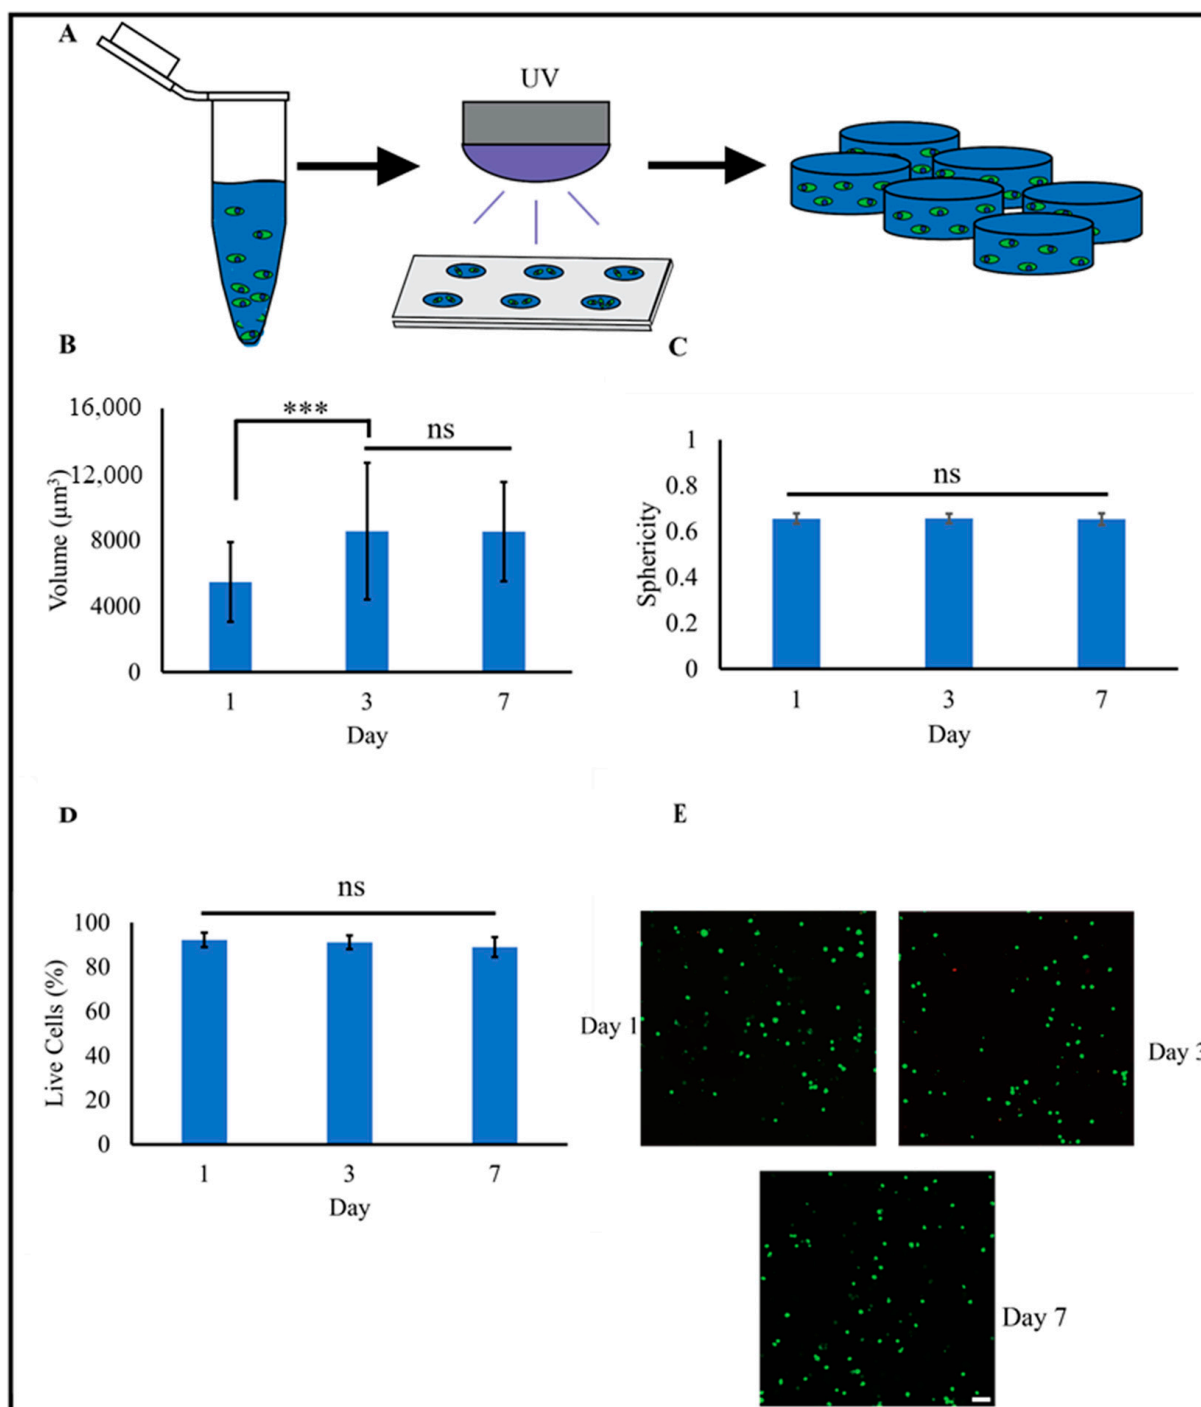 A
UV
B
C
16,000
12,000
8000
4000
0
Volume (µm³)
***
ns
1
3
7
Day
1
0.8
0.6
0.4
0.2
0
Sphericity
ns
1
3
7
Day
D
E
100
80
60
40
20
0
Live Cells (%)
ns
1
3
7
Day
Day 1
Day 3
Day 7